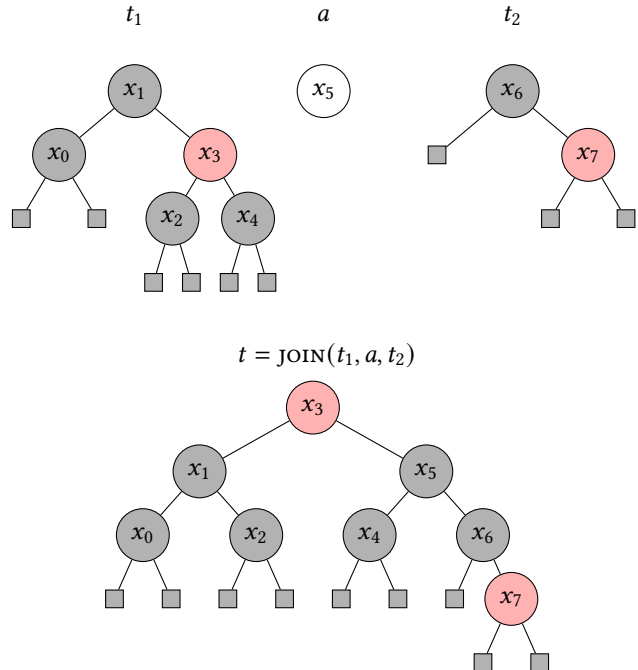 t₁ a t₂
x₁ x₅ x₆
x₀ x₃ x₇
x₂ x₄
t = JOIN(t₁, a, t₂)
x₃
x₁ x₅
x₀ x₂ x₄ x₆
x₇